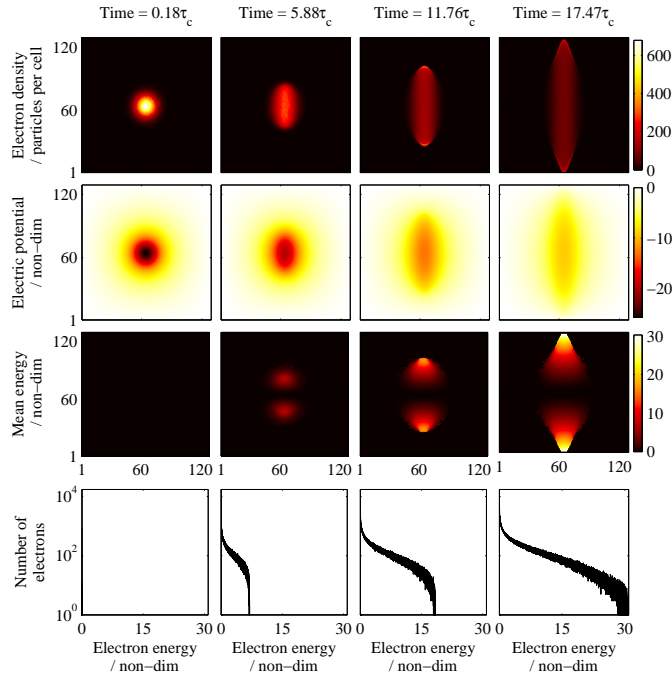 Time = 0.18τc Time = 5.88τc Time = 11.76τc Time = 17.47τc
Electron density
/ particles per cell
120
60
1
600
400
200
0
Electric potential
/ non−dim
120
60
1
0
−10
−20
Mean energy
/ non−dim
120
60
1
30
20
10
0
1 60 120 1 60 120 1 60 120 1 60 120
Number of
electrons
10^4
10^2
10^0
0 15 30 0 15 30 0 15 30 0 15 30
Electron energy Electron energy Electron energy Electron energy
/ non−dim / non−dim / non−dim / non−dim